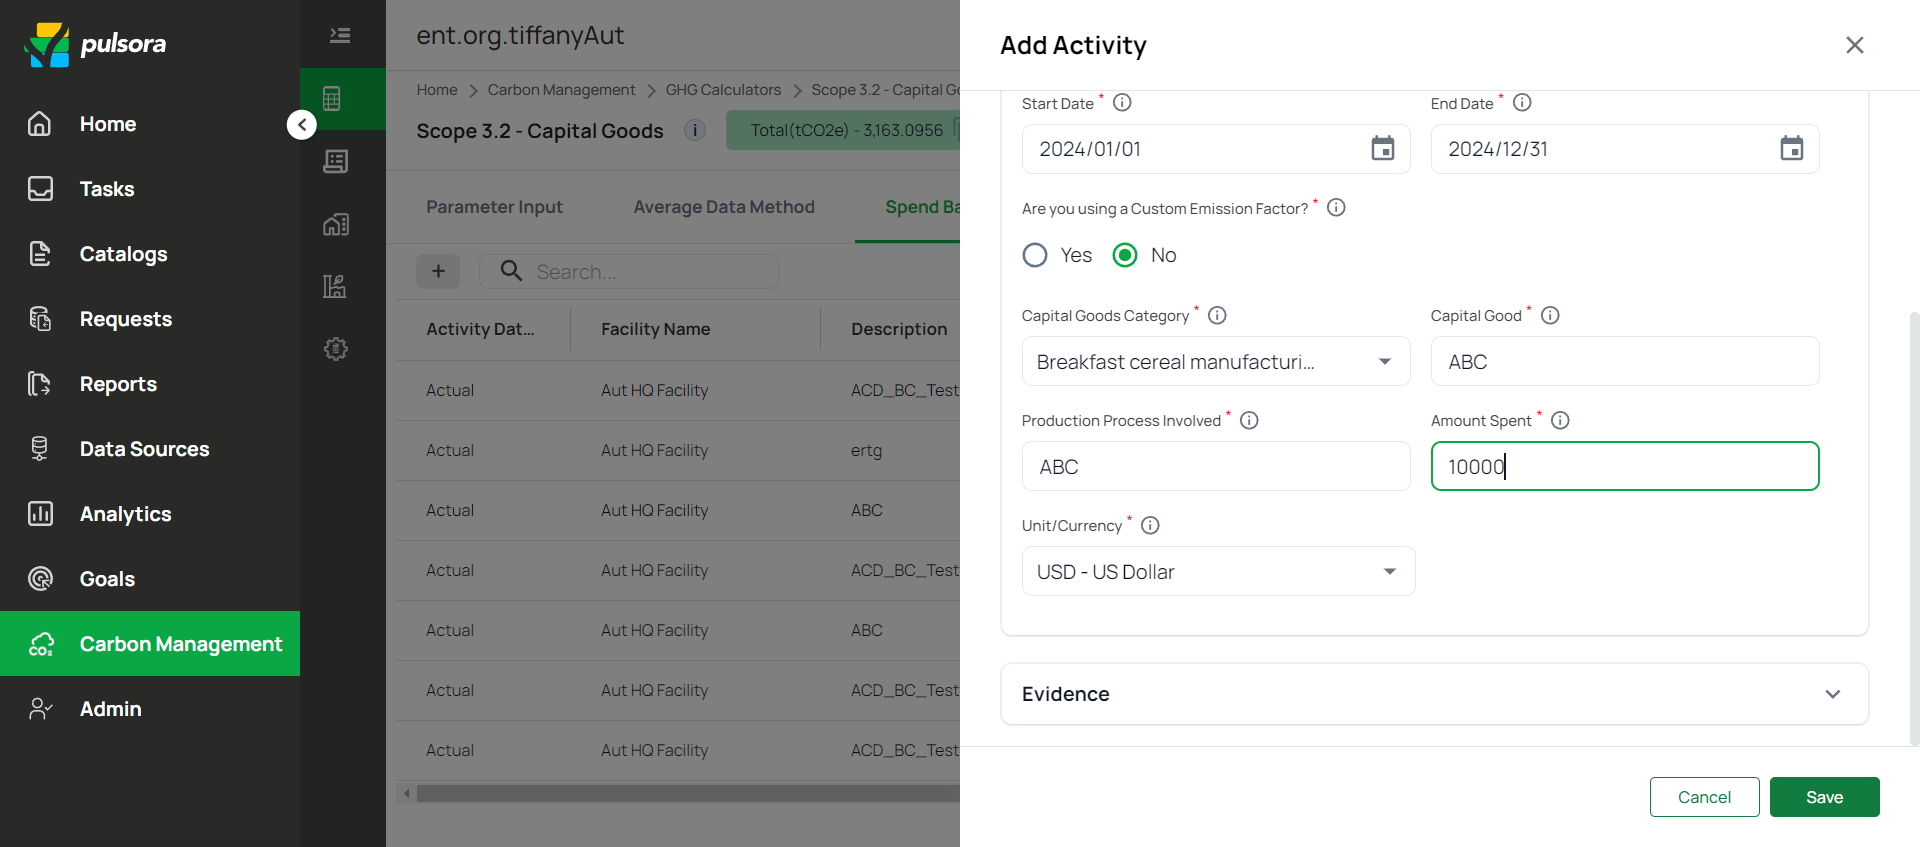 pulsora
Home
Tasks
Catalogs
Requests
Reports
Data Sources
Analytics
Goals
Carbon Management
Admin
ent.org.tiffanyAut
Home > Carbon Management > GHG Calculators > Scope 3.2 - Capital Go
Scope 3.2 - Capital Goods
Total(tCO2e) - 3,163.0956
Parameter Input
Average Data Method
Spend Ba
Search...
Activity Dat...
Facility Name
Description
Actual Aut HQ Facility ACD_BC_Test
Actual Aut HQ Facility ertg
Actual Aut HQ Facility ABC
Actual Aut HQ Facility ACD_BC_Test
Actual Aut HQ Facility ABC
Actual Aut HQ Facility ACD_BC_Test
Actual Aut HQ Facility ACD_BC_Test
Add Activity
Start Date *
2024/01/01
End Date *
2024/12/31
Are you using a Custom Emission Factor? *
Yes
No
Capital Goods Category *
Breakfast cereal manufacturi...
Capital Good *
ABC
Production Process Involved *
ABC
Amount Spent *
10000
Unit/Currency *
USD - US Dollar
Evidence
Cancel
Save